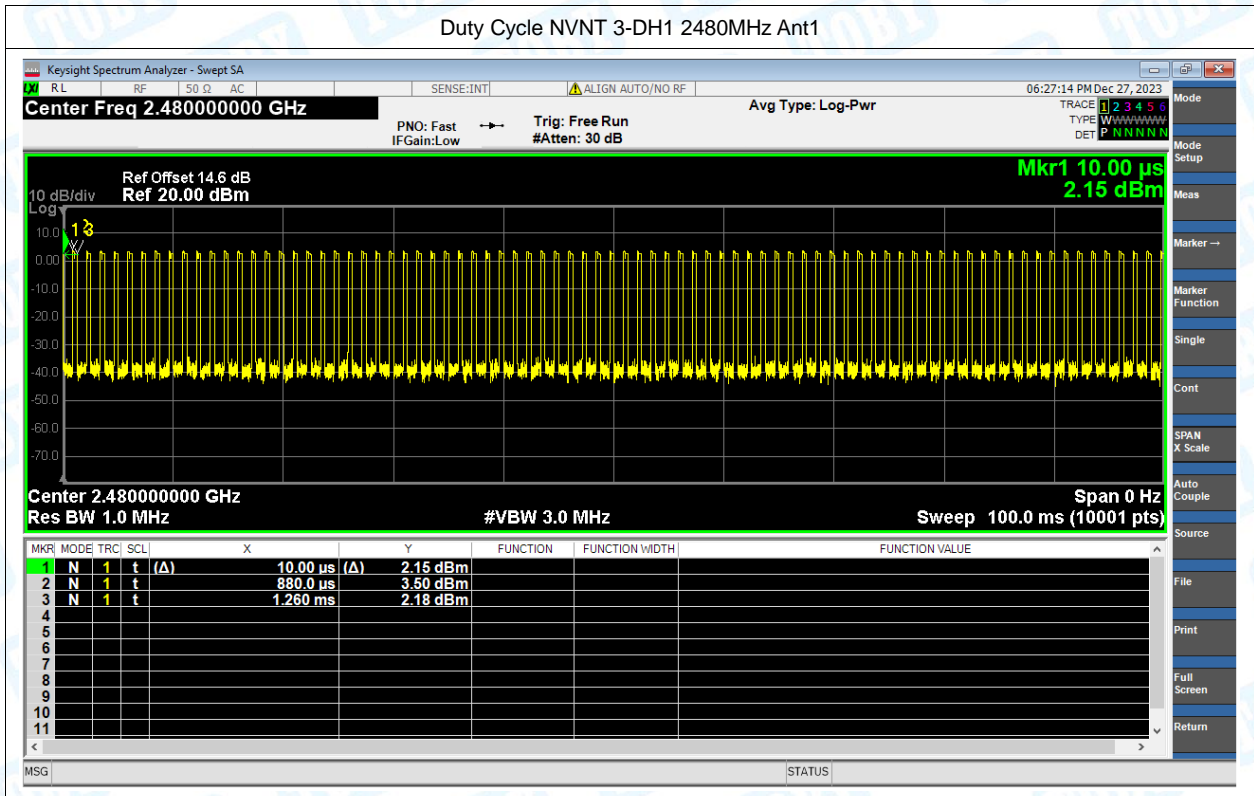 Duty Cycle NVNT 3-DH1 2480MHz Ant1
Keysight Spectrum Analyzer - Swept SA
LXI RL RF 50 Ω AC SENSE:INT ALIGN AUTO/NO RF 06:27:14 PM Dec 27, 2023
Center Freq 2.480000000 GHz
PNO: Fast
IFGain:Low
Trig: Free Run
#Atten: 30 dB
Avg Type: Log-Pwr
TRACE 1 2 3 4 5 6
TYPE WWWWWWW
DET P N N N N N
Ref Offset 14.6 dB
10 dB/div Ref 20.00 dBm
Log
Mkr1 10.00 µs
2.15 dBm
1 3
10.0
0.00
-10.0
-20.0
-30.0
-40.0
-50.0
-60.0
-70.0
Center 2.480000000 GHz Span 0 Hz
Res BW 1.0 MHz #VBW 3.0 MHz Sweep 100.0 ms (10001 pts)
MKR MODE TRC SCL X Y FUNCTION FUNCTION WIDTH FUNCTION VALUE
1 N 1 t (Δ) 10.00 µs (Δ) 2.15 dBm
2 N 1 t 880.0 µs 3.50 dBm
3 N 1 t 1.260 ms 2.18 dBm
4
5
6
7
8
9
10
11
MSG STATUS
Mode
Mode
Setup
Meas
Marker →
Marker
Function
Single
Cont
SPAN
X Scale
Auto
Couple
Source
File
Print
Full
Screen
Return
TOBY